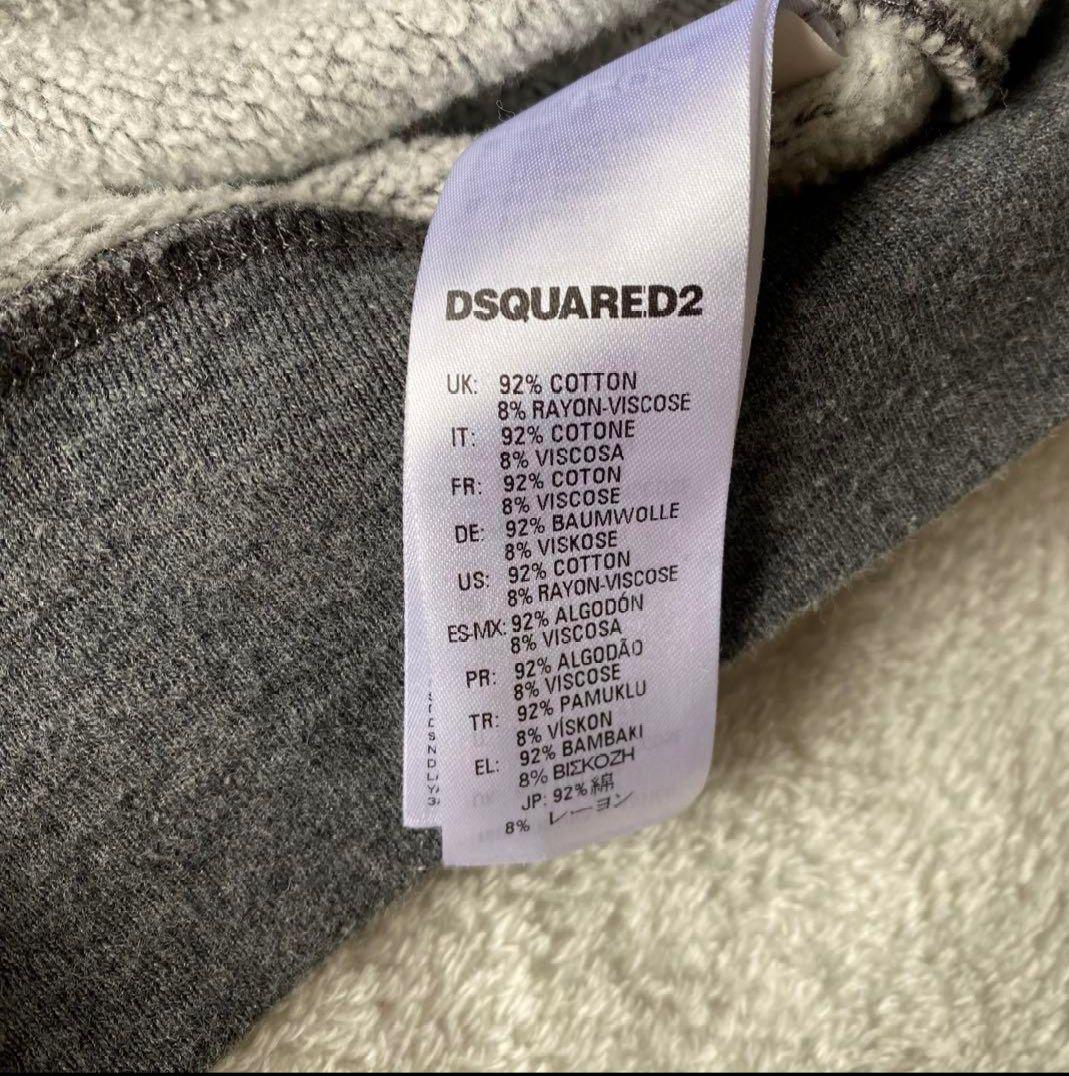 DSQUARED2
UK: 92% COTTON
8% RAYON-VISCOSE
IT: 92% COTONE
8% VISCOSA
FR: 92% COTON
8% VISCOSE
DE: 92% BAUMWOLLE
8% VISKOSE
US: 92% COTTON
8% RAYON-VISCOSE
ES-MX: 92% ALGODÓN
8% VISCOSA
PR: 92% ALGODÃO
8% VISCOSE
TR: 92% PAMUKLU
8% VİSKON
EL: 92% BAMBAKI
8% ΒΙΣΚΟΖΗ
JP: 92% 綿
8% レーヨン